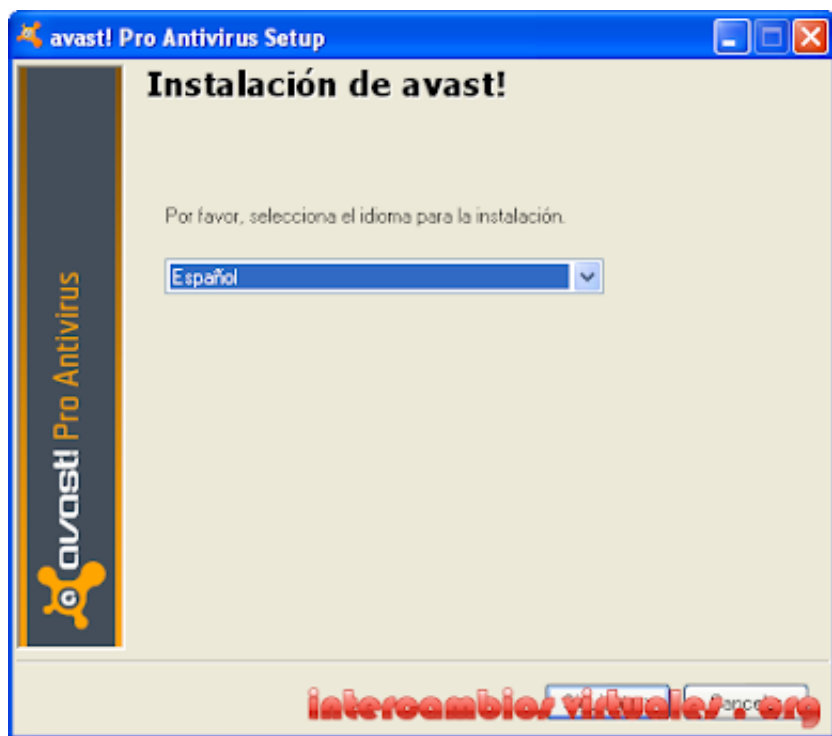 avast! Pro Antivirus Setup
Instalación de avast!
Por favor, selecciona el idioma para la instalación.
Español
avast! Pro Antivirus
intercambios virtuales . org